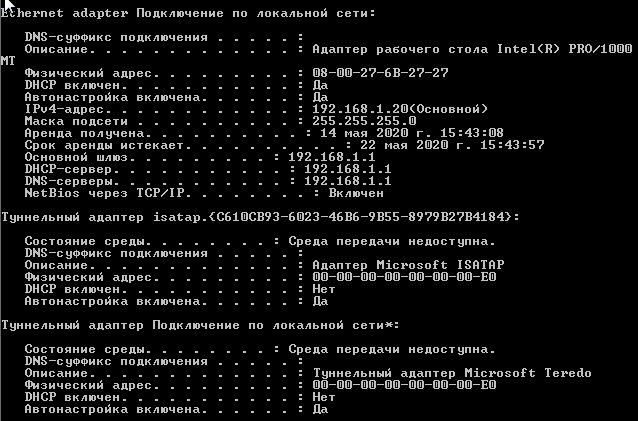 Ethernet adapter Подключение по локальной сети:
DNS-суффикс подключения . . . . . :
Описание. . . . . . . . . . . . . : Адаптер рабочего стола Intel(R) PRO/1000
MT
Физический адрес. . . . . . . . . : 08-00-27-6B-27-27
DHCP включен. . . . . . . . . . . : Да
Автонастройка включена. . . . . . : Да
IPv4-адрес. . . . . . . . . . . . : 192.168.1.20(Основной)
Маска подсети . . . . . . . . . . : 255.255.255.0
Аренда получена. . . . . . . . . . : 14 мая 2020 г. 15:43:08
Срок аренды истекает. . . . . . . . . . : 22 мая 2020 г. 15:43:57
Основной шлюз. . . . . . . . . : 192.168.1.1
DHCP-сервер. . . . . . . . . . . : 192.168.1.1
DNS-серверы. . . . . . . . . . . : 192.168.1.1
NetBios через TCP/IP. . . . . . . . : Включен
Туннельный адаптер isatap.{C610CB93-6023-46B6-9B55-8979B27B4184}:
Состояние среды. . . . . . . . : Среда передачи недоступна.
DNS-суффикс подключения . . . . . :
Описание. . . . . . . . . . . . . : Адаптер Microsoft ISATAP
Физический адрес. . . . . . . . . : 00-00-00-00-00-00-00-E0
DHCP включен. . . . . . . . . . . : Нет
Автонастройка включена. . . . . . : Да
Туннельный адаптер Подключение по локальной сети*:
Состояние среды. . . . . . . . : Среда передачи недоступна.
DNS-суффикс подключения . . . . . :
Описание. . . . . . . . . . . . . : Туннельный адаптер Microsoft Teredo
Физический адрес. . . . . . . . . : 00-00-00-00-00-00-00-E0
DHCP включен. . . . . . . . . . . : Нет
Автонастройка включена. . . . . . : Да